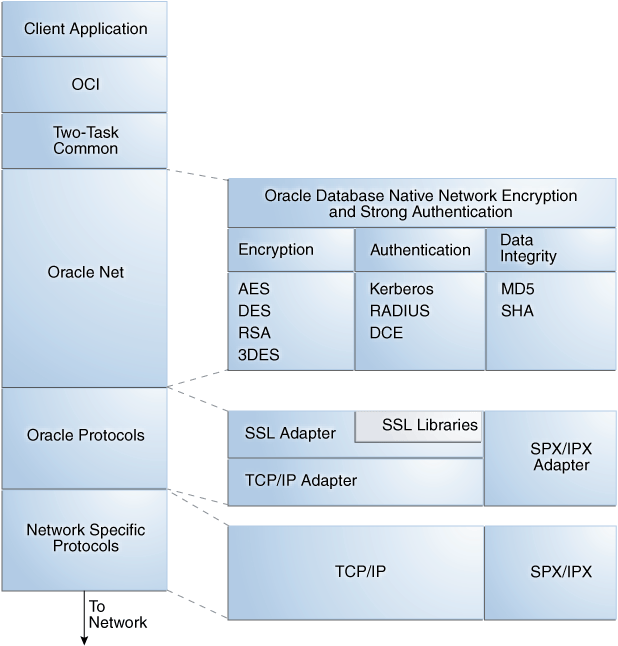 Client Application
OCI
Two-Task
Common
Oracle Net
Oracle Database Native Network Encryption
and Strong Authentication
Encryption
AES
DES
RSA
3DES
Authentication
Kerberos
RADIUS
DCE
Data
Integrity
MD5
SHA
Oracle Protocols
SSL Adapter
SSL Libraries
TCP/IP Adapter
SPX/IPX
Adapter
Network Specific
Protocols
TCP/IP
SPX/IPX
To
Network